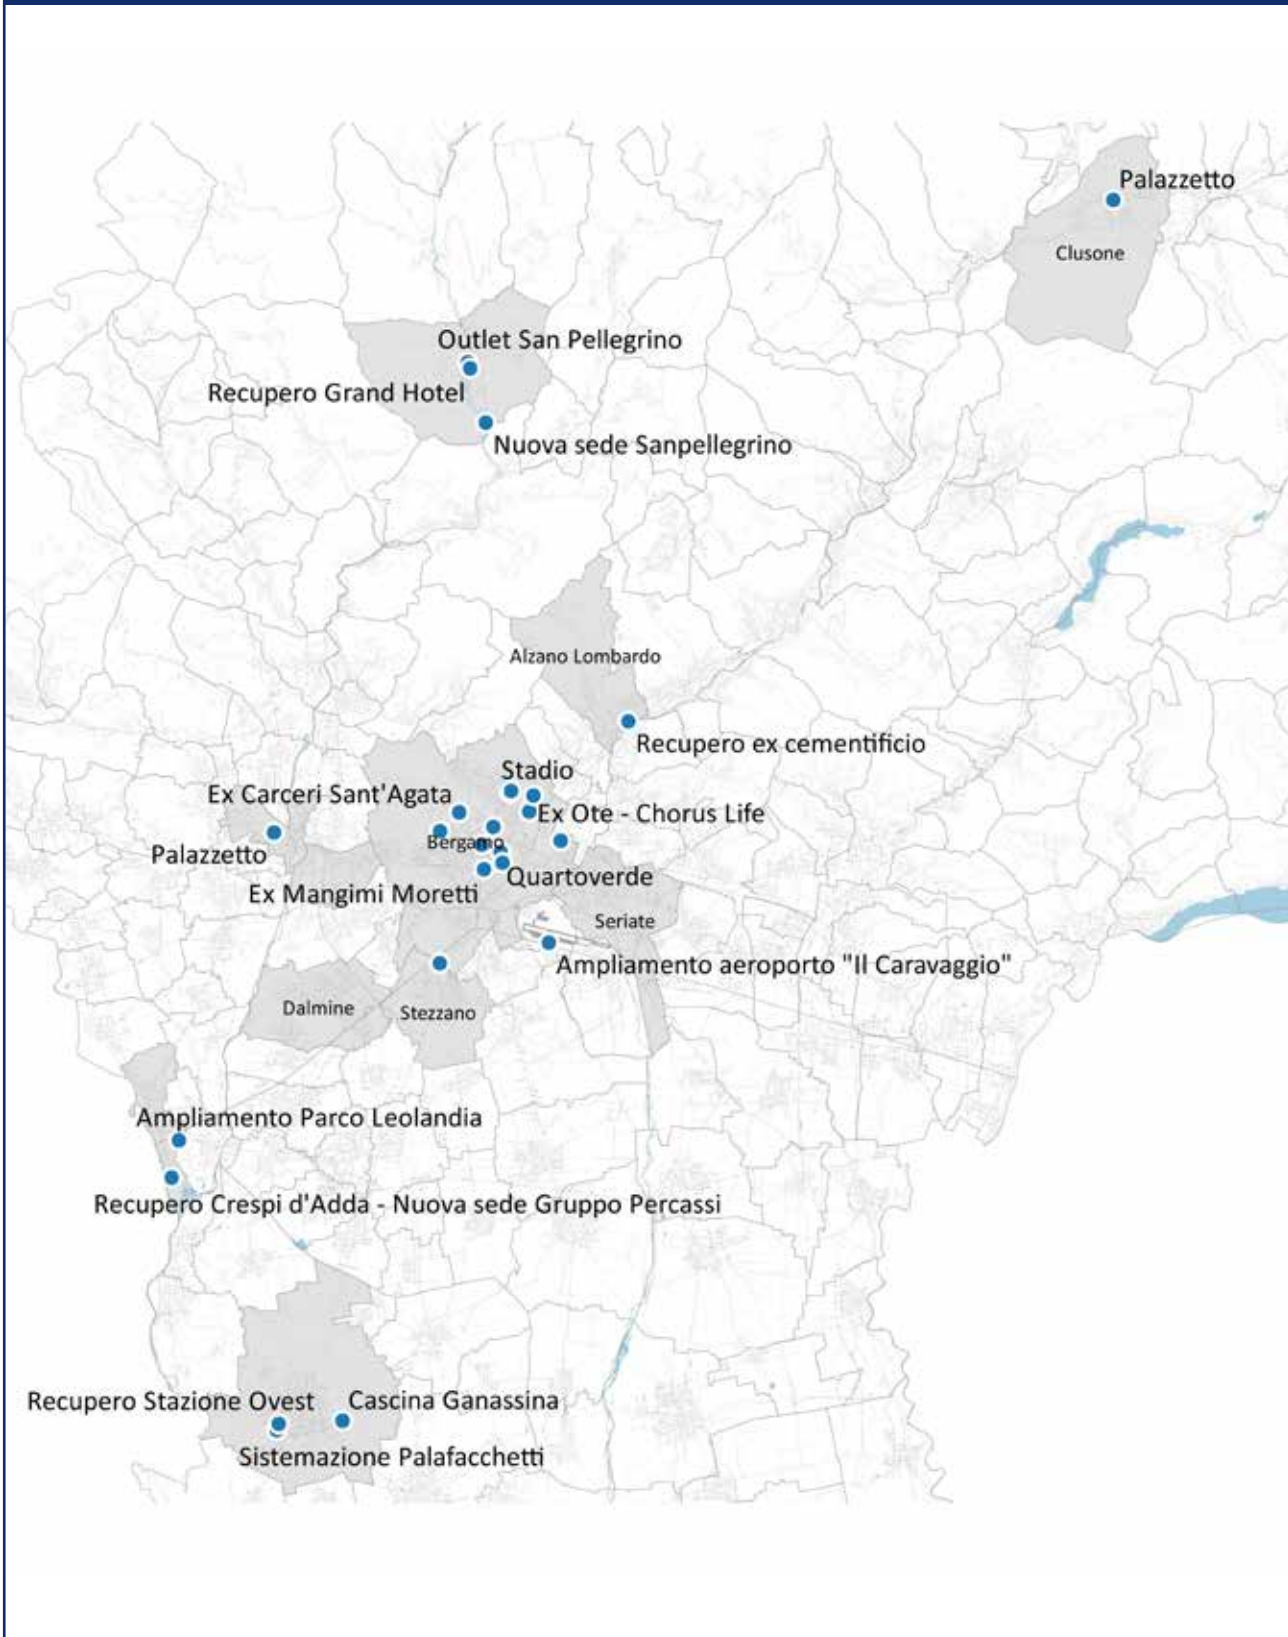 Palazzetto
Clusone
Outlet San Pellegrino
Recupero Grand Hotel
Nuova sede Sanpellegrino
Alzano Lombardo
Recupero ex cementificio
Stadio
Ex Carceri Sant'Agata
Ex Ote - Chorus Life
Bergamo
Palazzetto
Quartoverde
Ex Mangimi Moretti
Seriate
Ampliamento aeroporto "Il Caravaggio"
Dalmine
Stezzano
Ampliamento Parco Leolandia
Recupero Crespi d'Adda - Nuova sede Gruppo Percassi
Recupero Stazione Ovest
Cascina Ganassina
Sistemazione Palafacchetti